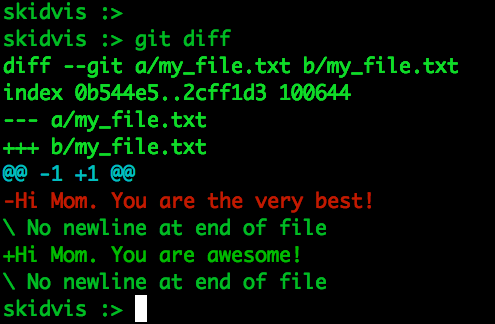 skidvis :>
skidvis :> git diff
diff --git a/my_file.txt b/my_file.txt
index 0b544e5..2cff1d3 100644
--- a/my_file.txt
+++ b/my_file.txt
@@ -1 +1 @@
-Hi Mom. You are the very best!
\ No newline at end of file
+Hi Mom. You are awesome!
\ No newline at end of file
skidvis :>